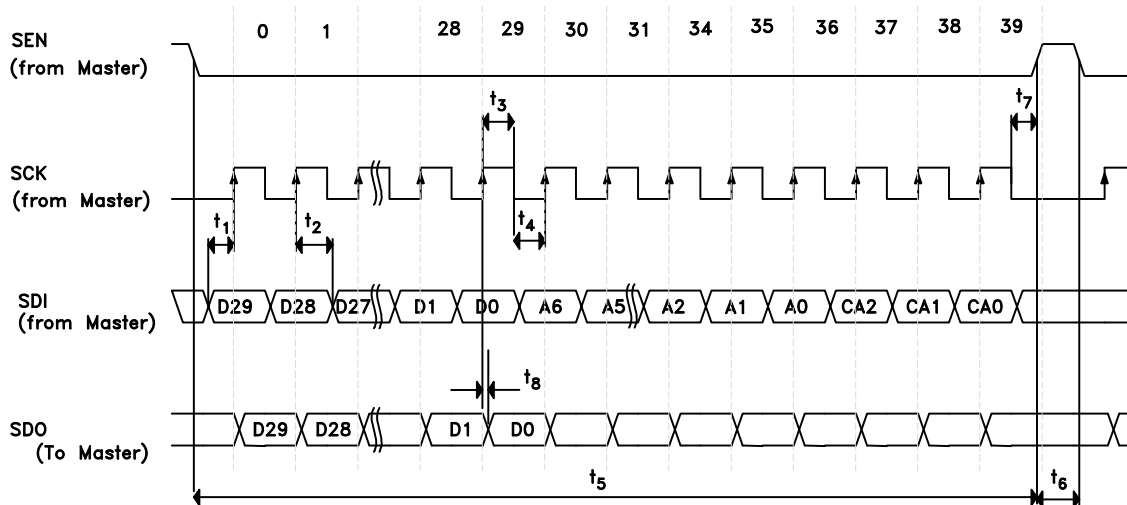 0 1 28 29 30 31 34 35 36 37 38 39
SEN
(from Master)
t3 t7
SCK
(from Master)
t1 t2 t4
SDI
(from Master)
D29 D28 D27 D1 D0 A6 A5 A2 A1 A0 CA2 CA1 CA0
t8
SDO
(To Master)
D29 D28 D1 D0
t5 t6